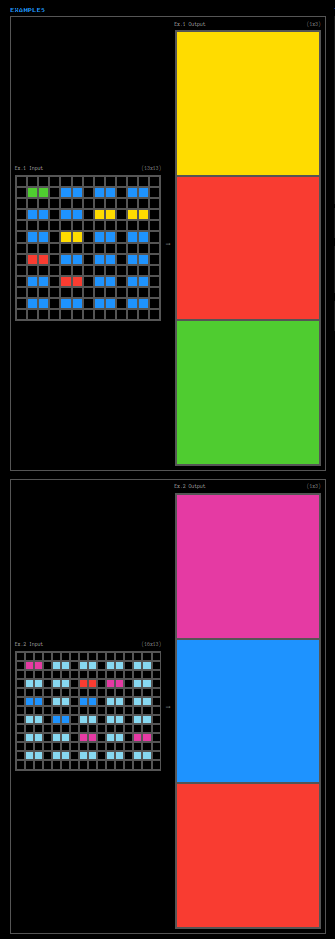 EXAMPLES
Ex.1 Output (1x3)
Ex.1 Input (13x13)
→
Ex.2 Output (1x3)
Ex.2 Input (16x13)
→